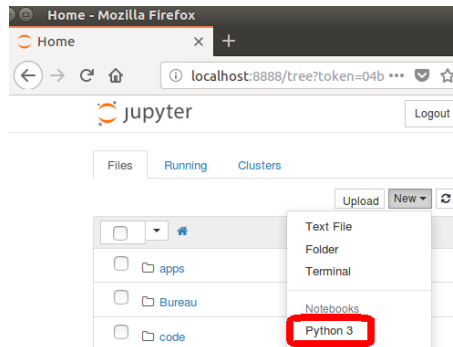 Home - Mozilla Firefox
Home
localhost:8888/tree?token=04b
jupyter
Logout
Files Running Clusters
Upload New
Text File
Folder
Terminal
Notebooks
Python 3
apps
Bureau
code